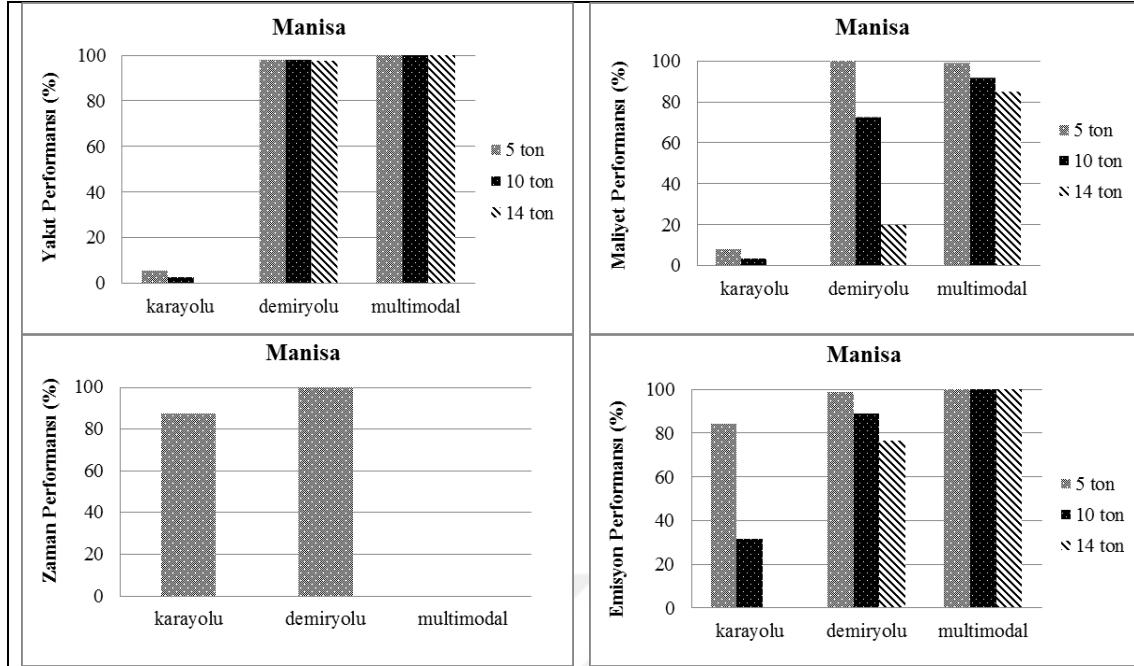 Manisa
Yakıt Performansı (%)
100
80
60
40
20
0
karayolu demiryolu multimodal
5 ton
10 ton
14 ton
Manisa
Maliyet Performansı (%)
100
80
60
40
20
0
karayolu demiryolu multimodal
5 ton
10 ton
14 ton
Manisa
Zaman Performansı (%)
100
80
60
40
20
0
karayolu demiryolu multimodal
Manisa
Emisyon Performansı (%)
100
80
60
40
20
0
karayolu demiryolu multimodal
5 ton
10 ton
14 ton